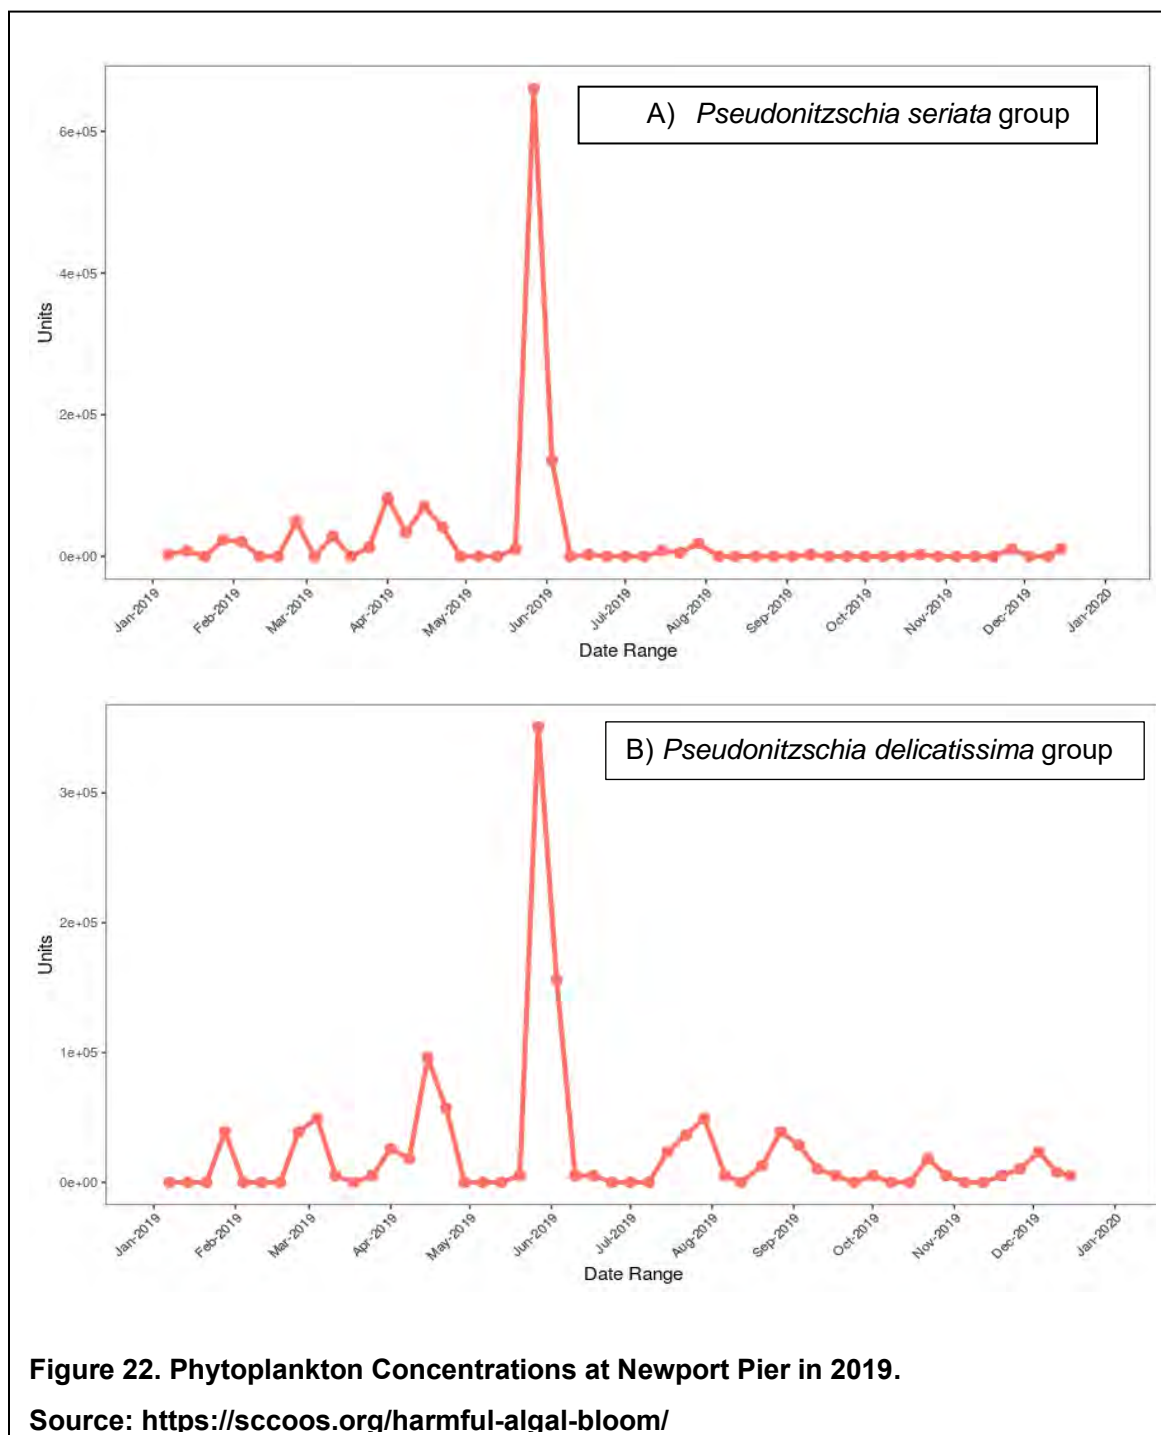 A) Pseudonitzschia seriata group
6e+05
4e+05
2e+05
0e+00
Units
Jan-2019
Feb-2019
Mar-2019
Apr-2019
May-2019
Jun-2019
Jul-2019
Aug-2019
Sep-2019
Oct-2019
Nov-2019
Dec-2019
Jan-2020
Date Range
B) Pseudonitzschia delicatissima group
3e+05
2e+05
1e+05
0e+00
Units
Jan-2019
Feb-2019
Mar-2019
Apr-2019
May-2019
Jun-2019
Jul-2019
Aug-2019
Sep-2019
Oct-2019
Nov-2019
Dec-2019
Jan-2020
Date Range
Figure 22. Phytoplankton Concentrations at Newport Pier in 2019.
Source: https://sccoos.org/harmful-algal-bloom/